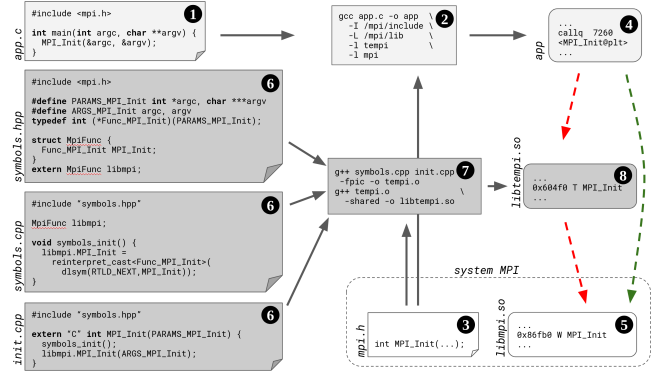 app.c
1
#include <mpi.h>
int main(int argc, char **argv) {
MPI_Init(&argc, &argv);
}
2
gcc app.c -o app \
-I /mpi/include \
-L /mpi/lib \
-l tempi \
-l mpi
app
4
...
callq 7260
<MPI_Init@plt>
symbols.hpp
6
#include <mpi.h>
#define PARAMS_MPI_Init int *argc, char ***argv
#define ARGS_MPI_Init argc, argv
typedef int (*Func_MPI_Init)(PARAMS_MPI_Init);
struct MpiFunc {
Func_MPI_Init MPI_Init;
}
extern MpiFunc libmpi;
symbols.cpp
6
#include "symbols.hpp"
MpiFunc libmpi;
void symbols_init() {
libmpi.MPI_Init =
reinterpret_cast<Func_MPI_Init>(
dlsym(RTLD_NEXT,MPI_Init));
}
init.cpp
6
#include "symbols.hpp"
extern "C" int MPI_Init(PARAMS_MPI_Init) {
symbols_init();
libmpi.MPI_Init(ARGS_MPI_Init);
}
7
g++ symbols.cpp init.cpp
-fpic -o tempi.o
g++ tempi.o \
-shared -o libtempi.so
libtempi.so
8
...
0x604f0 T MPI_Init
...
system MPI
mpi.h
3
int MPI_Init(...);
libmpi.so
5
...
0x86fb0 W MPI_Init
...